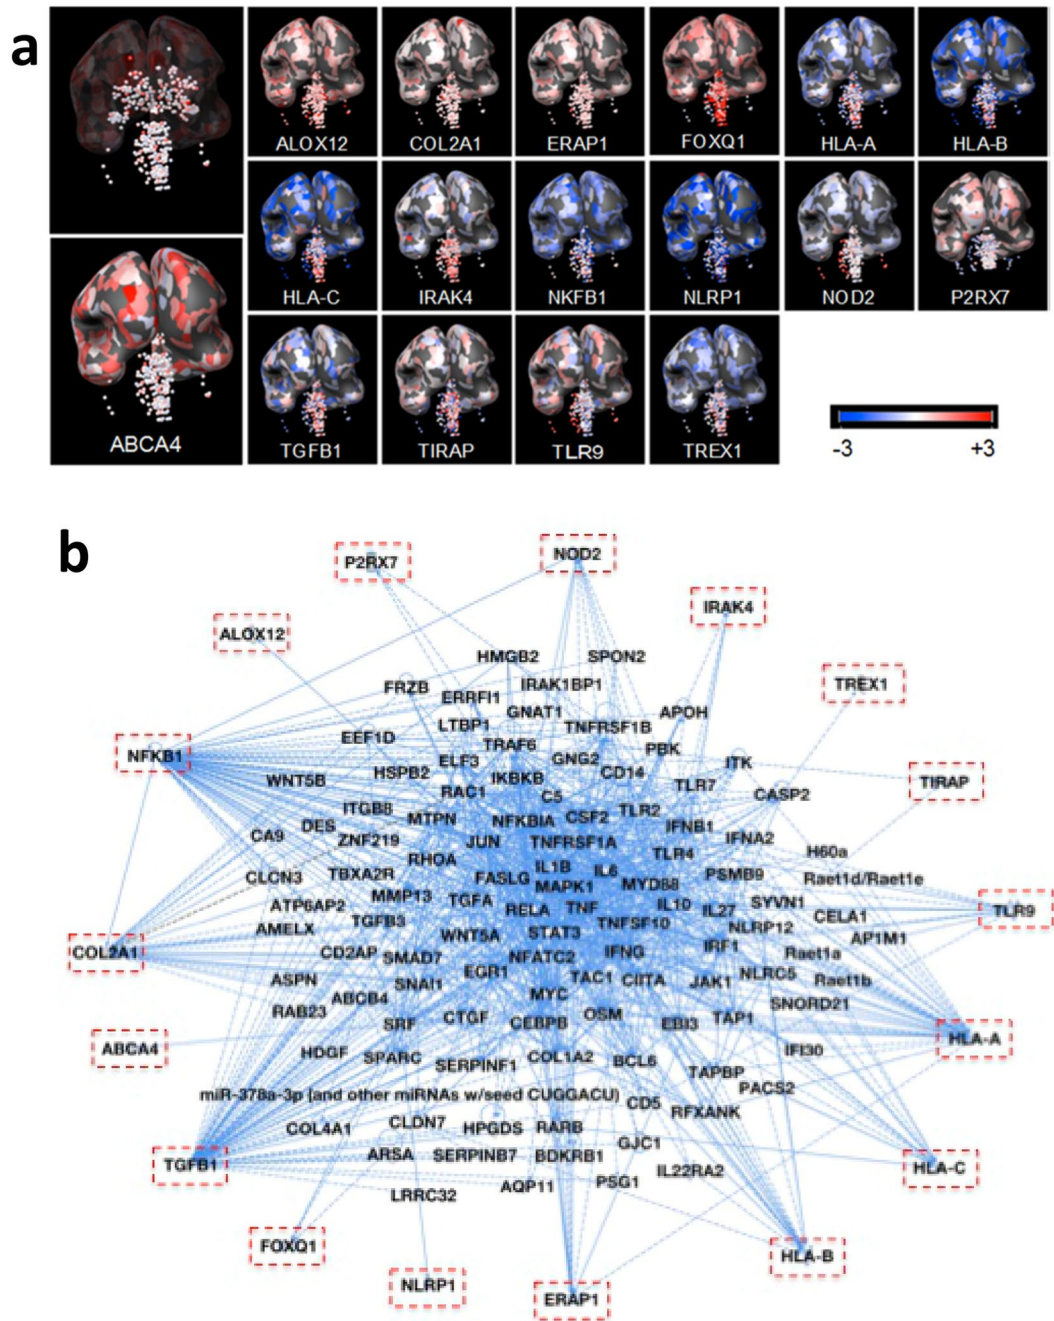 a
ALOX12 COL2A1 ERAP1 FOXQ1 HLA-A HLA-B
HLA-C IRAK4 NKFB1 NLRP1 NOD2 P2RX7
ABCA4 TGFB1 TIRAP TLR9 TREX1
-3 +3
b
P2RX7
NOD2
IRAK4
ALOX12
HMGB2 SPON2
TREX1
FRZB ERRFI1 IRAK1BP1
LTBP1 GNAT1 TNFRSF1B APOH
EEF1D TRAF6 PBK
NFKB1 ELF3 GNG2 ITK
WNT5B HSPB2 IKBKB CD14 TLR7 TIRAP
RAC1 C5 CASP2
ITGB8 MTPN NFKBIA CSF2 TLR2 IFNB1
CA9 DES ZNF219 JUN TNFRSF1A IFNA2
RHOA TLR4 H60a
CLCN3 TBXA2R FASLG IL1B IL6 PSMB9 Raet1d/Raet1e
MMP13 MAPK1 MYD88
ATP6AP2 TGFA RELA TNF IL10 IL27 SYVN1 TLR9
AMELX TGFB3 TNFSF10 NLRP12 CELA1
WNT5A STAT3 AP1M1
COL2A1 CD2AP SMAD7 NFATC2 IFNG IRF1 Raet1a
ASPN SNAI1 EGR1 TAC1 CIITA JAK1 NLRC5 Raet1b
ABCB4 MYC
RAB23 CTGF OSM SNORD21
SRF CEBPB EBI3 TAP1
ABCA4 HLA-A
HDGF SPARC SERPINF1 COL1A2 BCL6 IFI30
TAPBP
miR-378a-3p (and other miRNAs w/seed CUGGACU) PACS2
CD5 RFXANK
COL4A1 CLDN7 HPGDS RARB
GJC1
TGFB1 ARSA SERPINB7 BDKRB1 HLA-C
IL22RA2
LRRC32 AQP11 PSG1
FOXQ1 HLA-B
NLRP1 ERAP1